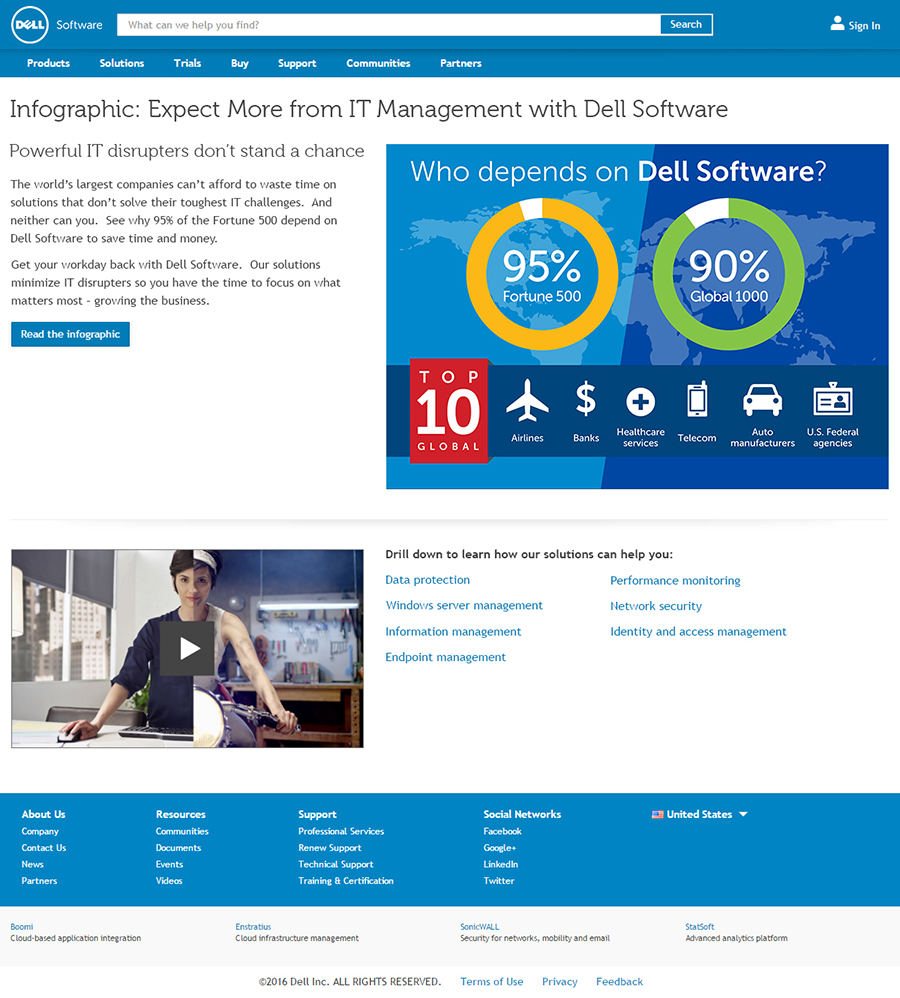 DELL Software
What can we help you find?
Search
Sign In
Products Solutions Trials Buy Support Communities Partners
Infographic: Expect More from IT Management with Dell Software
Powerful IT disrupters don't stand a chance
The world's largest companies can't afford to waste time on
solutions that don't solve their toughest IT challenges. And
neither can you. See why 95% of the Fortune 500 depend on
Dell Software to save time and money.
Get your workday back with Dell Software. Our solutions
minimize IT disrupters so you have the time to focus on what
matters most - growing the business.
Read the infographic
Who depends on Dell Software?
95%
Fortune 500
90%
Global 1000
TOP
10
GLOBAL
Airlines
$
Banks
Healthcare
services
Telecom
Auto
manufacturers
U.S. Federal
agencies
Drill down to learn how our solutions can help you:
Data protection
Windows server management
Information management
Endpoint management
Performance monitoring
Network security
Identity and access management
About Us
Company
Contact Us
News
Partners
Resources
Communities
Documents
Events
Videos
Support
Professional Services
Renew Support
Technical Support
Training & Certification
Social Networks
Facebook
Google+
LinkedIn
Twitter
United States
Boomi
Cloud-based application integration
Enstratius
Cloud infrastructure management
SonicWALL
Security for networks, mobility and email
StatSoft
Advanced analytics platform
©2016 Dell Inc. ALL RIGHTS RESERVED. Terms of Use Privacy Feedback